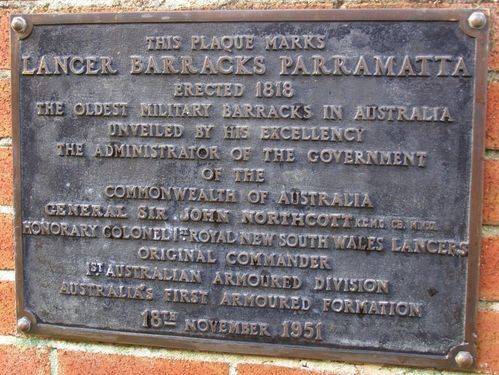 THIS PLAQUE MARKS
LANCER BARRACKS PARRAMATTA
ERECTED 1818
THE OLDEST MILITARY BARRACKS IN AUSTRALIA
UNVEILED BY HIS EXCELLENCY
THE ADMINISTRATOR OF THE GOVERNMENT
OF THE
COMMONWEALTH OF AUSTRALIA
GENERAL SIR JOHN NORTHCOTT K.C.M.G. C.B. M.V.O.
HONORARY COLONEL 1ST ROYAL NEW SOUTH WALES LANCERS
ORIGINAL COMMANDER
1ST AUSTRALIAN ARMOURED DIVISION
AUSTRALIA'S FIRST ARMOURED FORMATION
18TH NOVEMBER 1951